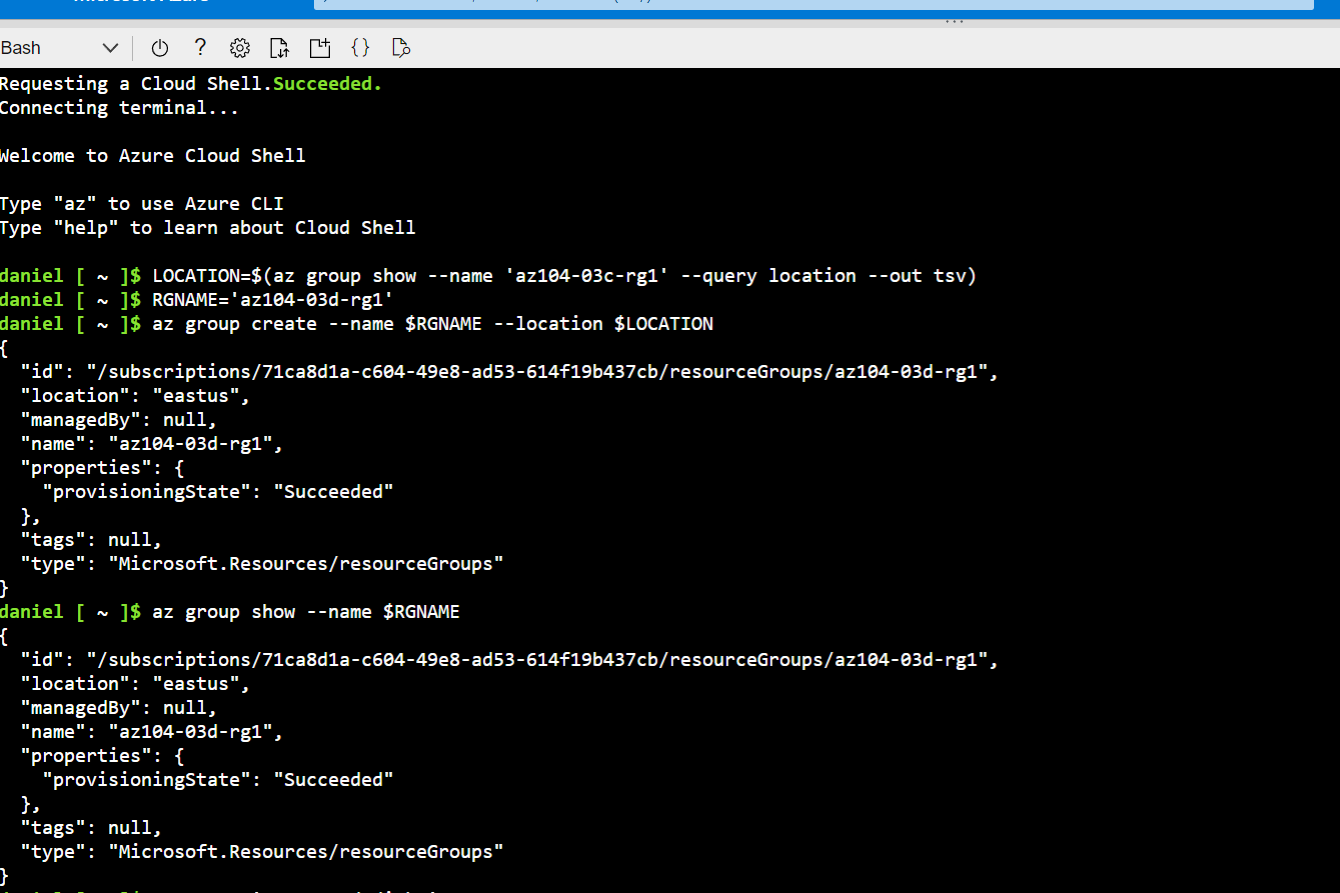 Bash
Requesting a Cloud Shell.Succeeded.
Connecting terminal...
Welcome to Azure Cloud Shell
Type "az" to use Azure CLI
Type "help" to learn about Cloud Shell
daniel [ ~ ]$ LOCATION=$(az group show --name 'az104-03c-rg1' --query location --out tsv)
daniel [ ~ ]$ RGNAME='az104-03d-rg1'
daniel [ ~ ]$ az group create --name $RGNAME --location $LOCATION
{
  "id": "/subscriptions/71ca8d1a-c604-49e8-ad53-614f19b437cb/resourceGroups/az104-03d-rg1",
  "location": "eastus",
  "managedBy": null,
  "name": "az104-03d-rg1",
  "properties": {
    "provisioningState": "Succeeded"
  },
  "tags": null,
  "type": "Microsoft.Resources/resourceGroups"
}
daniel [ ~ ]$ az group show --name $RGNAME
{
  "id": "/subscriptions/71ca8d1a-c604-49e8-ad53-614f19b437cb/resourceGroups/az104-03d-rg1",
  "location": "eastus",
  "managedBy": null,
  "name": "az104-03d-rg1",
  "properties": {
    "provisioningState": "Succeeded"
  },
  "tags": null,
  "type": "Microsoft.Resources/resourceGroups"
}